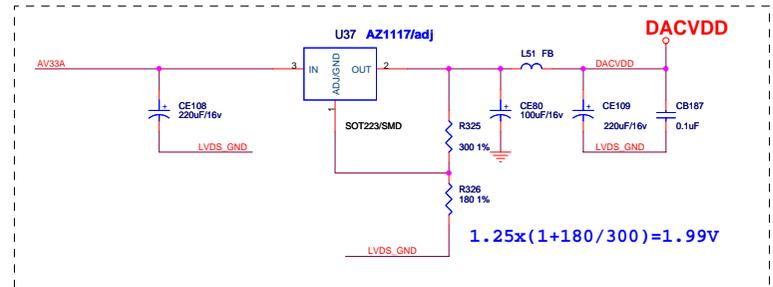 DACVDD
U37 AZ1117/adj
L51 FB
AV33A
3 IN OUT 2
DACVDD
ADJ/GND
1
CE108
220uF/16v
SOT223/SMD
R325
300 1%
CE80
100uF/16v
CE109
220uF/16v
CB187
0.1uF
LVDS_GND
LVDS_GND
R326
180 1%
1.25x(1+180/300)=1.99V
LVDS_GND